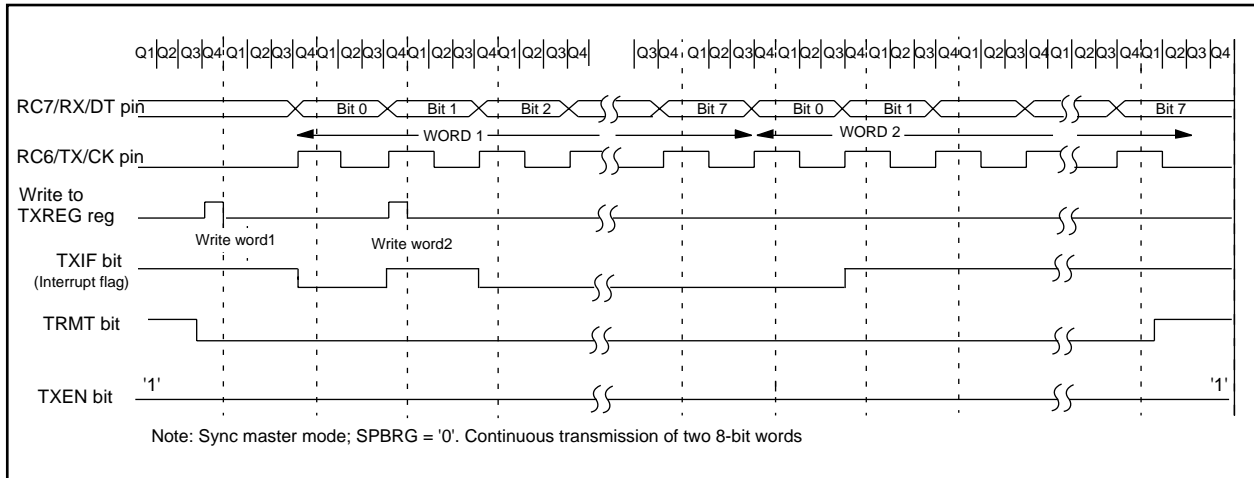 Q1 Q2 Q3 Q4 Q1 Q2 Q3 Q4 Q1 Q2 Q3 Q4 Q1 Q2 Q3 Q4 Q1 Q2 Q3 Q4 Q3 Q4 Q1 Q2 Q3 Q4 Q1 Q2 Q3 Q4 Q1 Q2 Q3 Q4 Q1 Q2 Q3 Q4 Q1 Q2 Q3 Q4 Q1 Q2 Q3 Q4
RC7/RX/DT pin Bit 0 Bit 1 Bit 2 Bit 7 Bit 0 Bit 1 Bit 7
WORD 1 WORD 2
RC6/TX/CK pin
Write to
TXREG reg
Write word1 Write word2
TXIF bit
(Interrupt flag)
TRMT bit
'1' '1'
TXEN bit
Note: Sync master mode; SPBRG = '0'. Continuous transmission of two 8-bit words